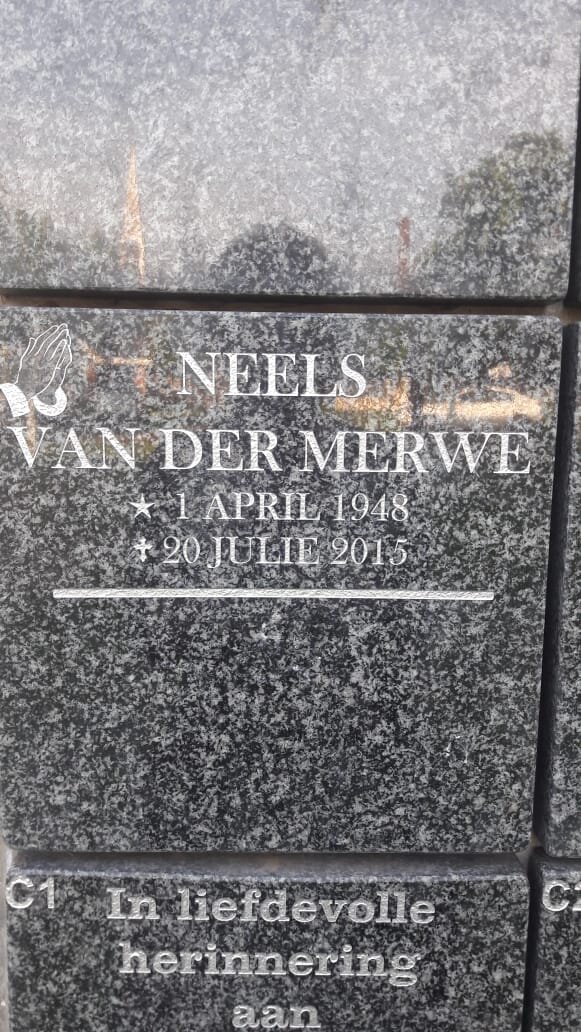 NEELS
VAN DER MERWE
★ 1 APRIL 1948
✝ 20 JULIE 2015
C1
In liefdevolle
herinnering
aan